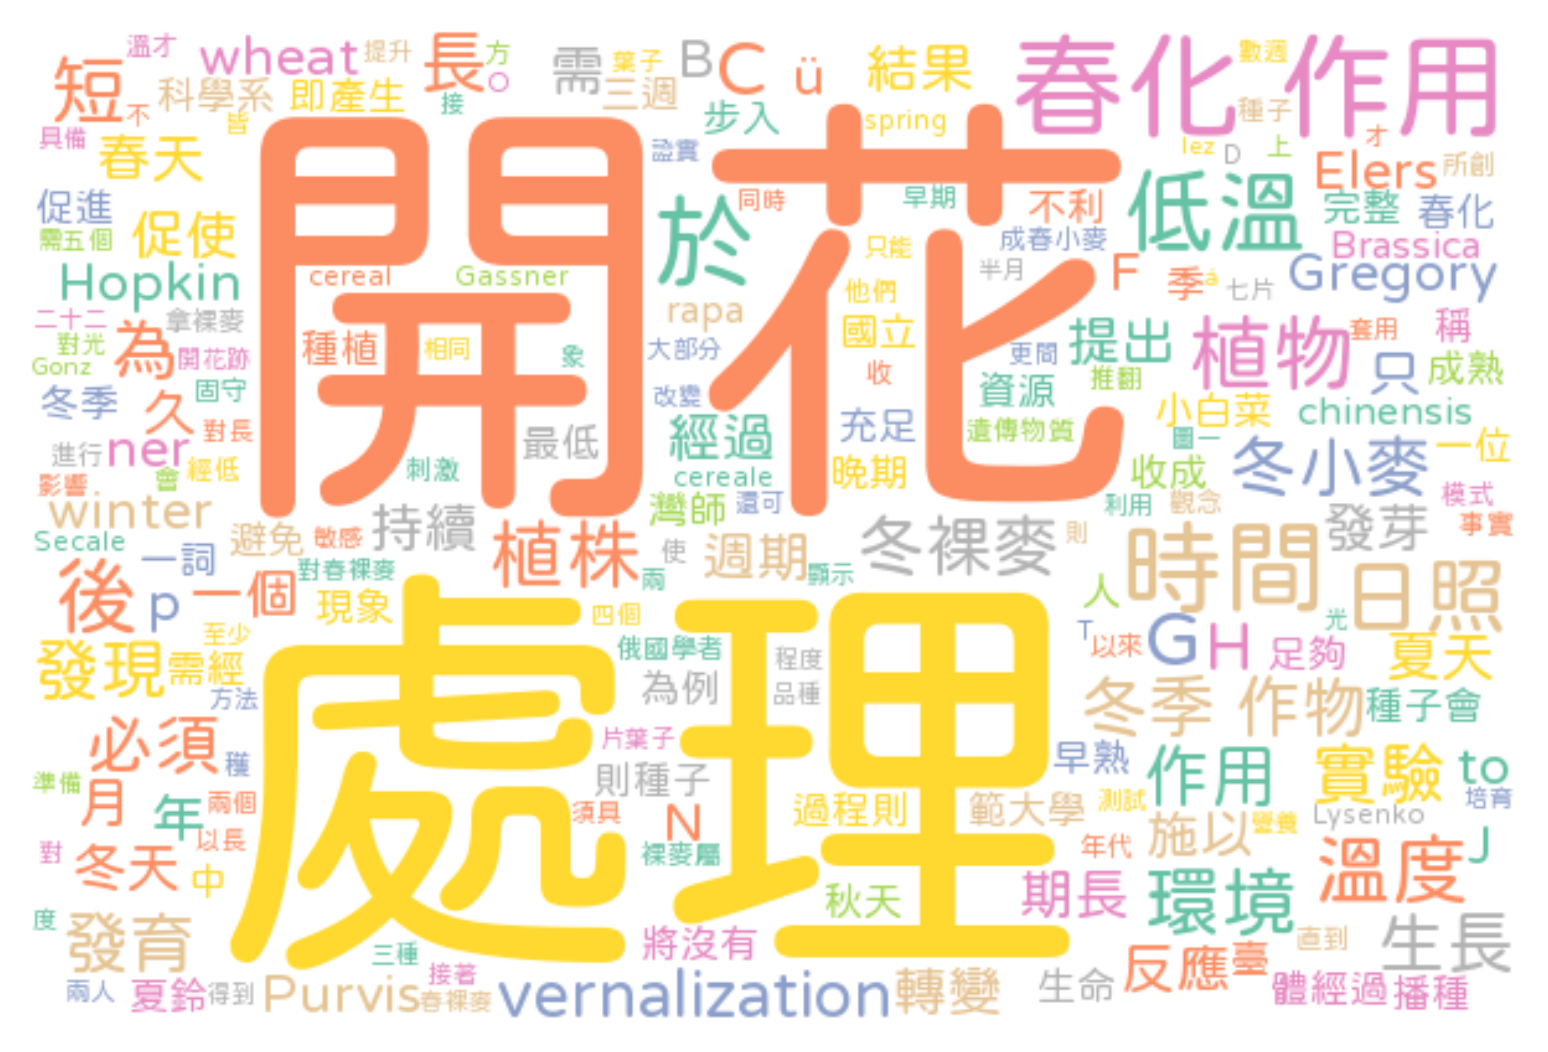 溫才 wheat 提升 長 方 需 葉子 B C ü 結果 春化作用 數週
短 不 科學系 即產生 接 O 三週 步入 spring 種子 才
具備 皆 春天 證實 lez D 上 Elers 所創
促進 開花 於 同時 早期 不利 低溫 完整 春化
需五個 促使 只能 成春小麥 Brassica
Hopkin cereal Gassner rapa 他們 半月 F 季 á 七片 Gregory
二十二 拿裸麥 為 種植 相同 象 大部分 國立 更間 提出 植物 套用 稱
對光 開花跡 Gonz 固守 改變 收 資源 推翻 只 成熟
冬季 久 對長 最低 經過 充足 遺傳物質 小白菜 chinensis
進行 ner 會 經低 刺激 cereale 晚期 圖一 收成 冬小麥 一位
影響 winter 持續 灣師 還可 利用 觀念 模式
Secale 一詞 避免 敏感 植株 使 週期 冬裸麥 則 時間 發芽 事實
後 p 一個 對春裸麥 兩 顯示 人 日照
現象 四個 光
發現 需經 至少 處理 俄國學者 程度 T 以來 G H 足夠 夏天
方法 為例 品種 冬季 作物 種子會
必須 穫 片葉子 早熟 作用 實驗 to
準備 月 年 兩個 則種子 須具 N 過程則 範大學 測試 施以 營養 Lysenko 培育
對 冬天 以長 中 裸麥屬 年代 溫度 J
度 發育 秋天 期長 環境 直到 生長
三種 將沒有 反應 臺
兩人 夏鈴 得到 Purvis 接著 春裸麥 vernalization 轉變 生命 體經過 播種